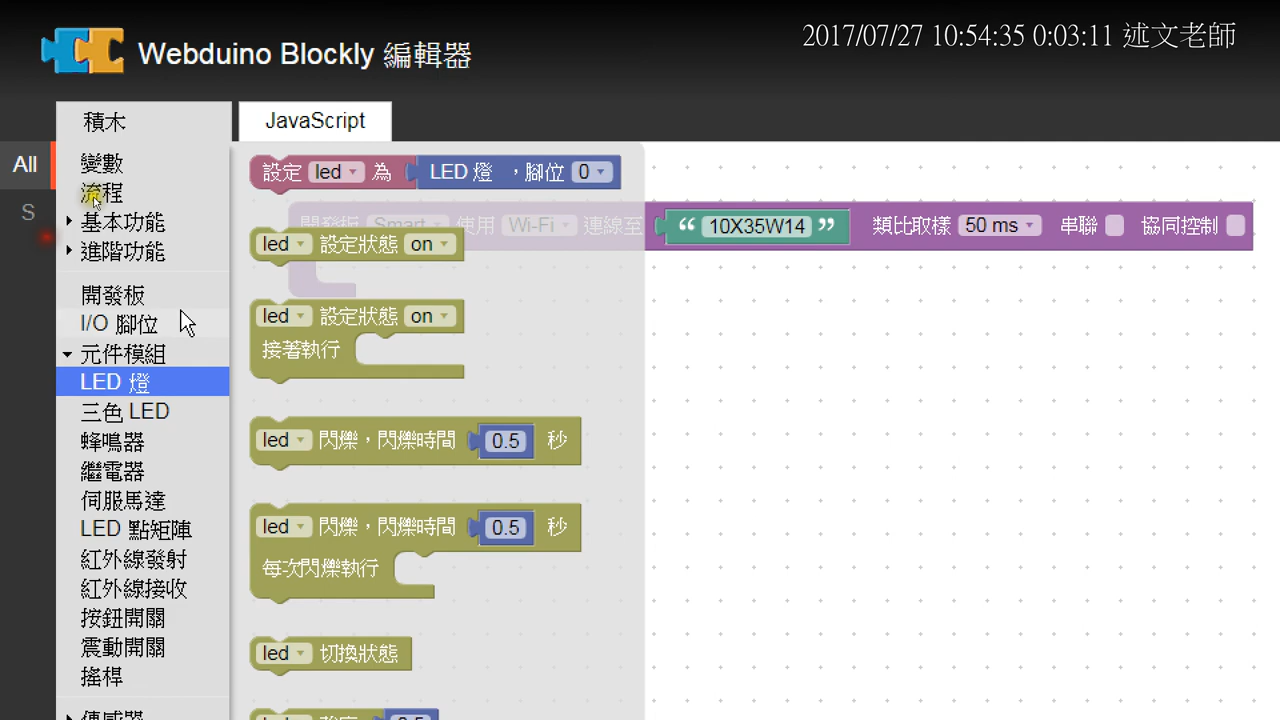 2017/07/27 10:54:35 0:03:11 述文老師
Webduino Blockly 編輯器
積木
JavaScript
All
S
變數
流程
基本功能
進階功能
開發板
I/O 腳位
元件模組
LED 燈
三色 LED
蜂鳴器
繼電器
伺服馬達
LED 點矩陣
紅外線發射
紅外線接收
按鈕開關
震動開關
搖桿
傳感器
設定 led 為 LED 燈 ，腳位 0
開發板 Smart 使用 Wi-Fi 連線至 “ 10X35W14 ” 類比取樣 50 ms 串聯 協同控制
led 設定狀態 on
led 設定狀態 on
接著執行
led 閃爍，閃爍時間 0.5 秒
led 閃爍，閃爍時間 0.5 秒
每次閃爍執行
led 切換狀態
led 強度 0.5